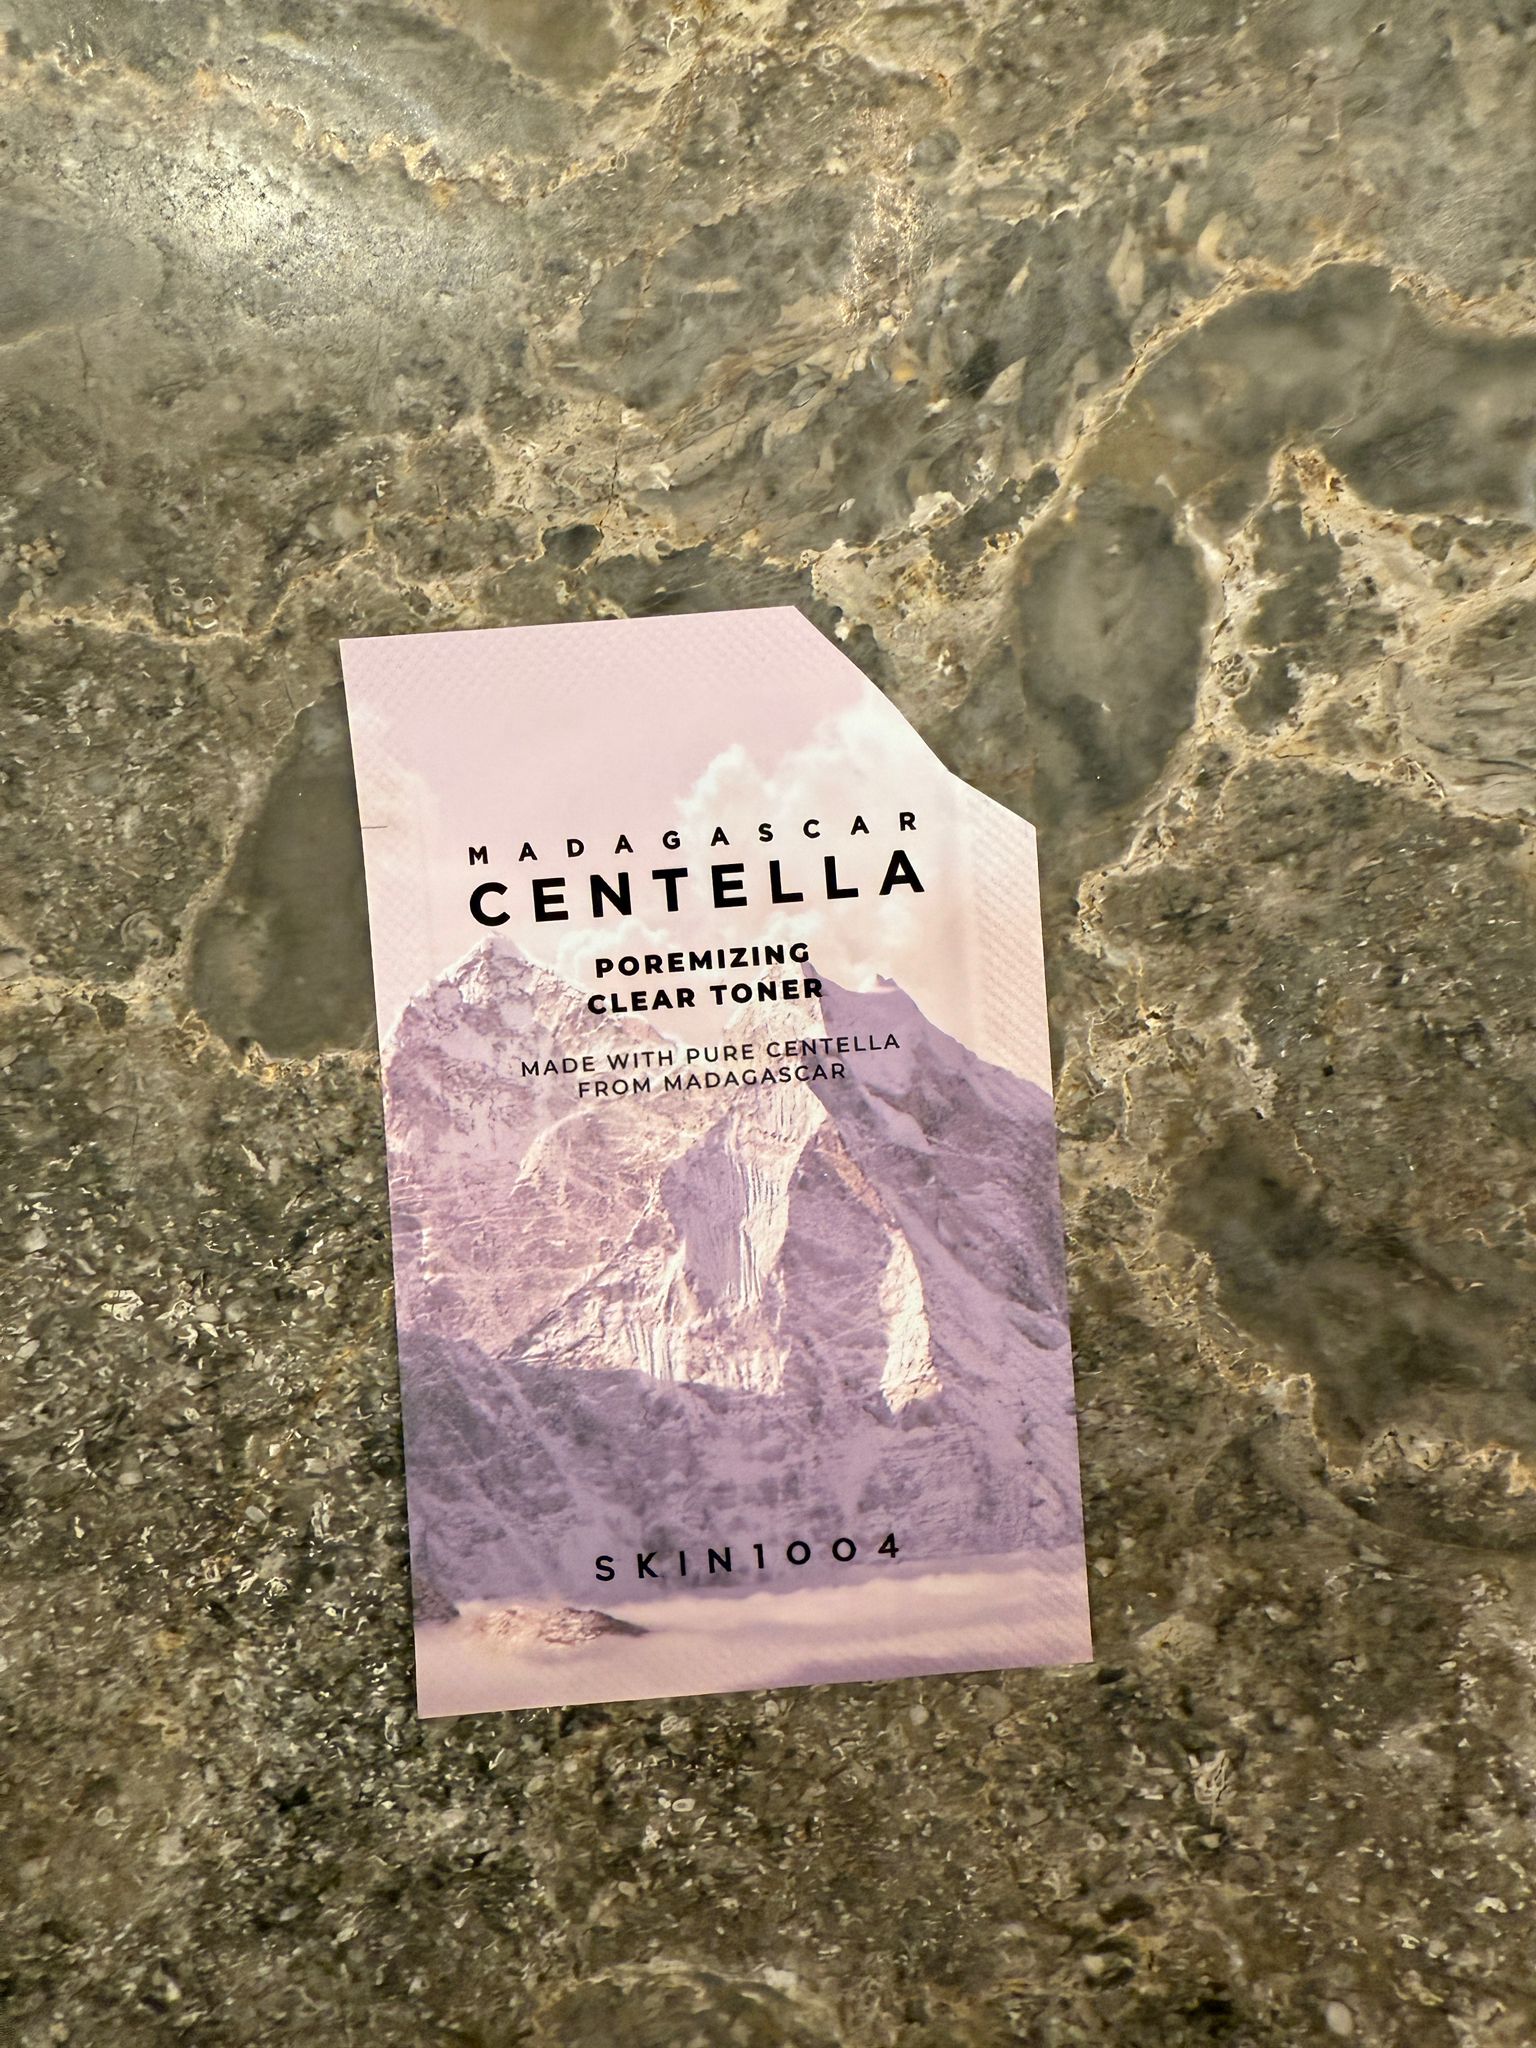 MADAGASCAR
CENTELLA
POREMIZING
CLEAR TONER
MADE WITH PURE CENTELLA
FROM MADAGASCAR
SKIN1004